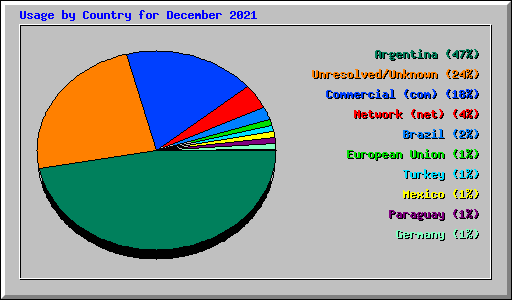 Usage by Country for December 2021
Argentina (47%)
Unresolved/Unknown (24%)
Commercial (com) (18%)
Network (net) (4%)
Brazil (2%)
European Union (1%)
Turkey (1%)
Mexico (1%)
Paraguay (1%)
Germany (1%)